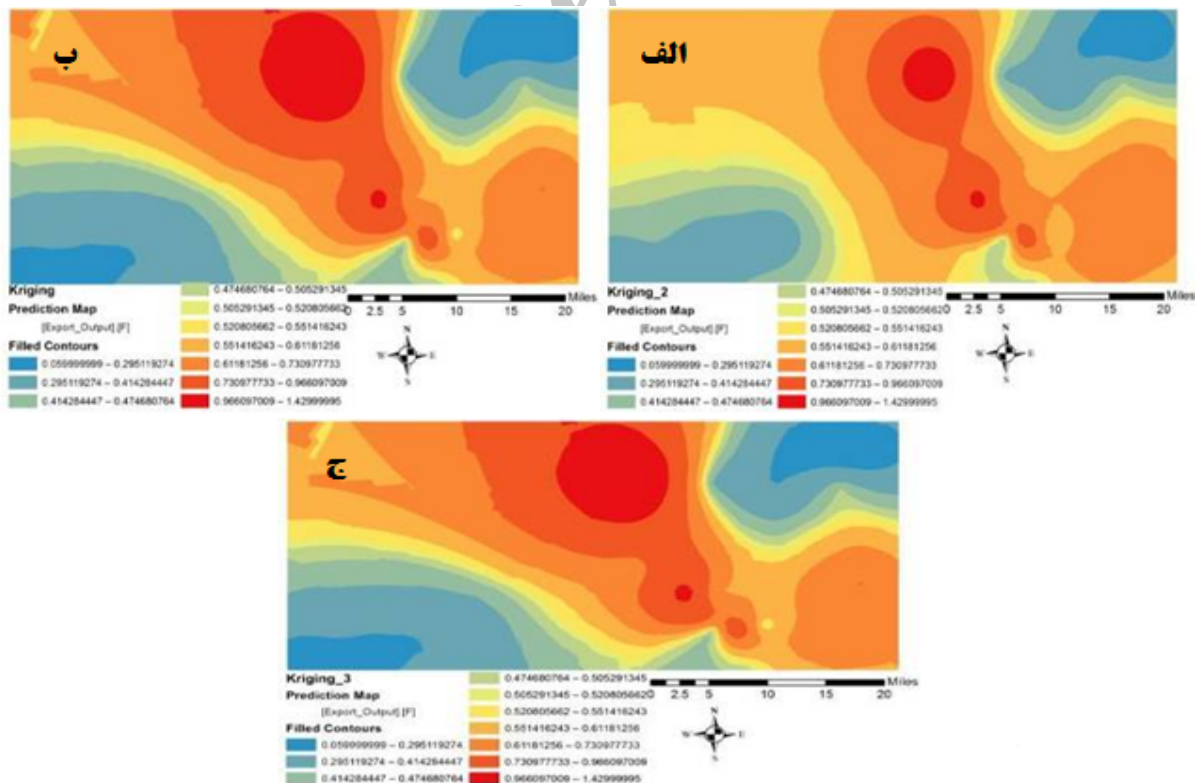 ب
Kriging
Prediction Map
[Export_Output].[F]
Filled Contours
0.059999999 – 0.295119274
0.295119274 – 0.414284447
0.414284447 – 0.474680764
0.474680764 – 0.505291345
0.505291345 – 0.520805662
0.520805662 – 0.551416243
0.551416243 – 0.61181256
0.61181256 – 0.730977733
0.730977733 – 0.966097009
0.966097009 – 1.42999995
Miles
0 2.5 5 10 15 20
N
W E
S
الف
Kriging_2
Prediction Map
[Export_Output].[F]
Filled Contours
0.059999999 – 0.295119274
0.295119274 – 0.414284447
0.414284447 – 0.474680764
0.474680764 – 0.505291345
0.505291345 – 0.520805662
0.520805662 – 0.551416243
0.551416243 – 0.61181256
0.61181256 – 0.730977733
0.730977733 – 0.966097009
0.966097009 – 1.42999995
Miles
0 2.5 5 10 15 20
N
W E
S
ج
Kriging_3
Prediction Map
[Export_Output].[F]
Filled Contours
0.059999999 – 0.295119274
0.295119274 – 0.414284447
0.414284447 – 0.474680764
0.474680764 – 0.505291345
0.505291345 – 0.520805662
0.520805662 – 0.551416243
0.551416243 – 0.61181256
0.61181256 – 0.730977733
0.730977733 – 0.966097009
0.966097009 – 1.42999995
Miles
0 2.5 5 10 15 20
N
W E
S